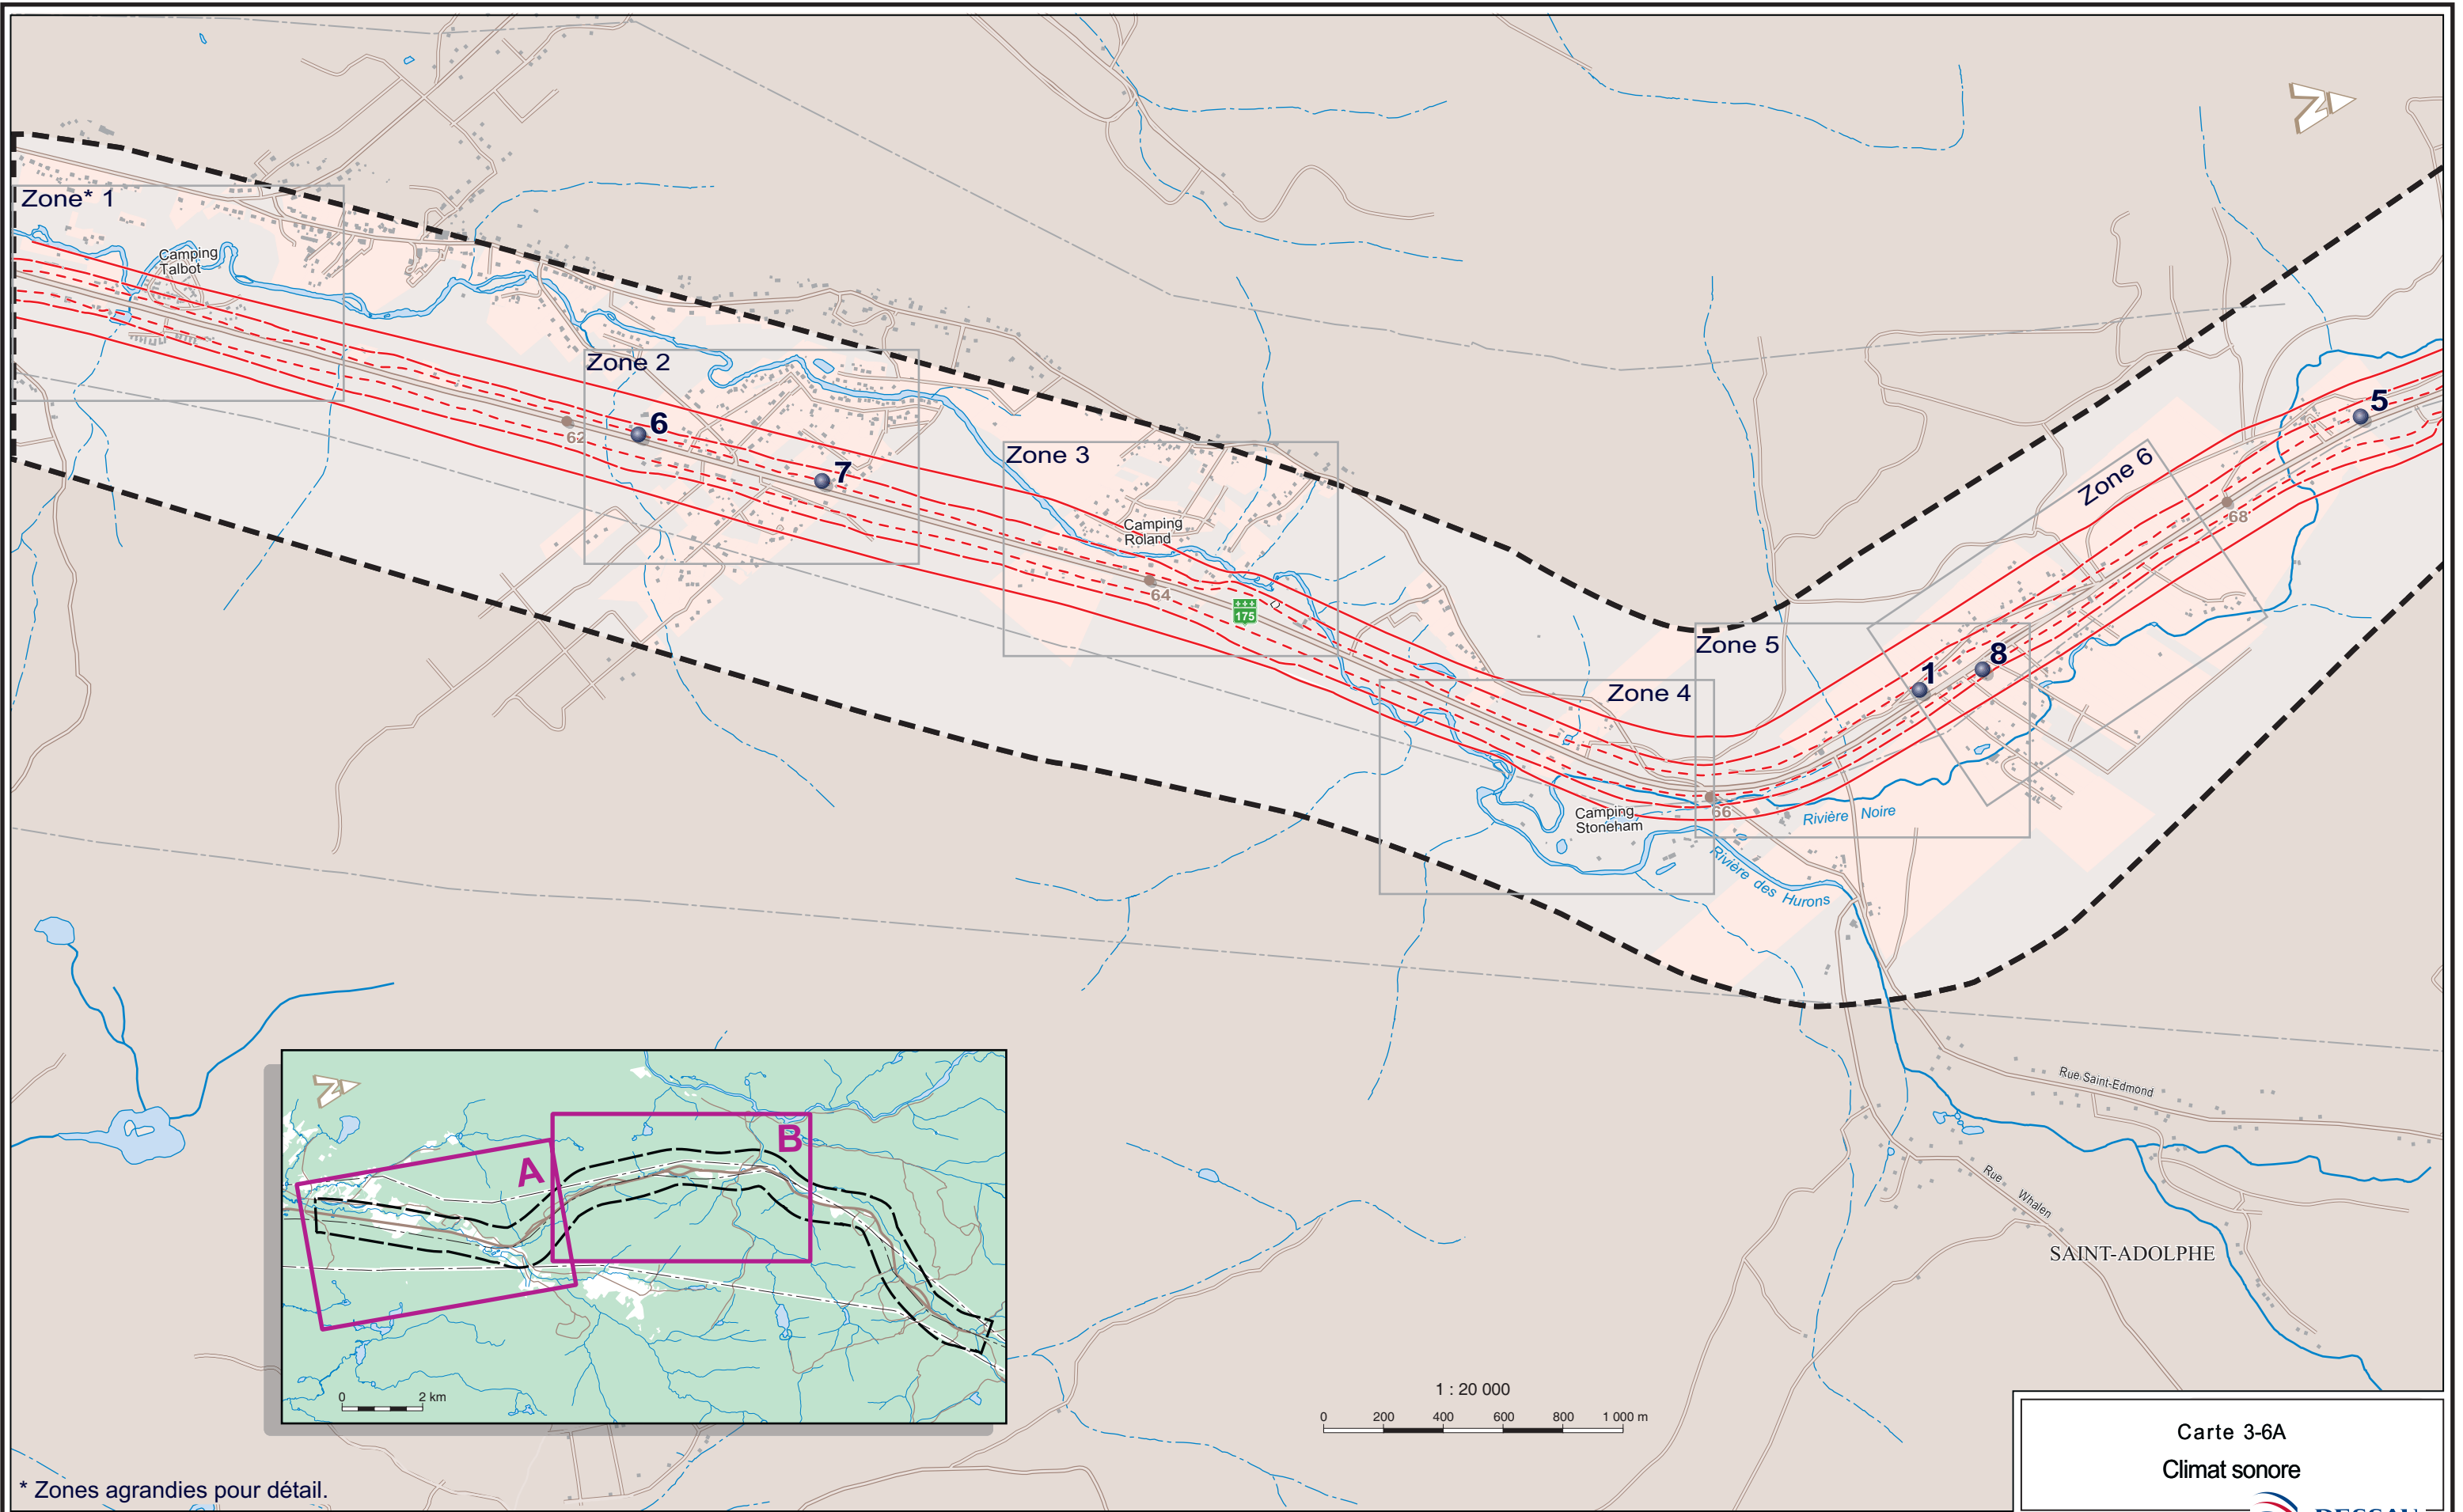 Zone* 1
Camping
Talbot
Zone 2
62
6
7
Zone 3
Camping
Roland
64
175
Zone 4
Zone 5
Zone 6
5
68
1
8
66
Camping
Stoneham
Rivière Noire
Rivière des Hurons
Rue Saint-Edmond
Rue Whalen
SAINT-ADOLPHE
N
A
B
0 2 km
1 : 20 000
0 200 400 600 800 1 000 m
* Zones agrandies pour détail.
Carte 3-6A
Climat sonore